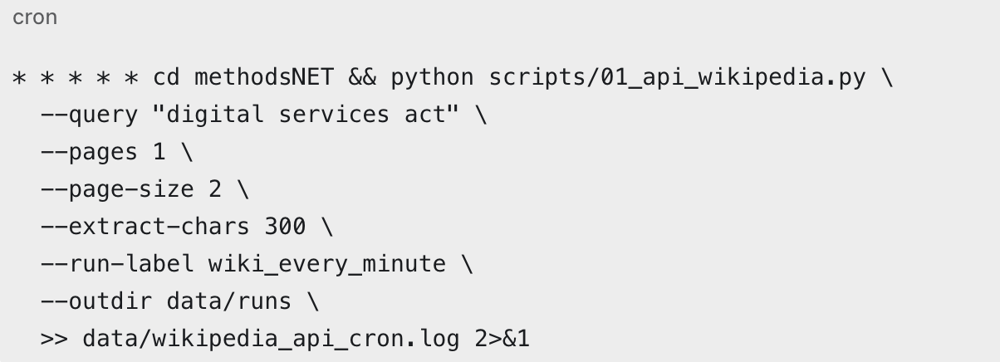 cron
* * * * * cd methodsNET && python scripts/01_api_wikipedia.py \
--query "digital services act" \
--pages 1 \
--page-size 2 \
--extract-chars 300 \
--run-label wiki_every_minute \
--outdir data/runs \
>> data/wikipedia_api_cron.log 2>&1